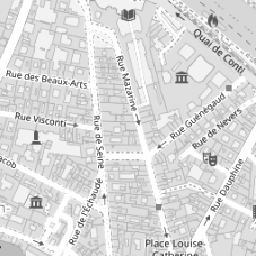 Quai de Conti
Rue Mazarine
Rue des Beaux-Arts
Rue Guénégaud
Rue Visconti
Rue de Nevers
Rue de Seine
Jacob
Rue Dauphine
Rue de l'Échaudé
Place Louise-
Catherine